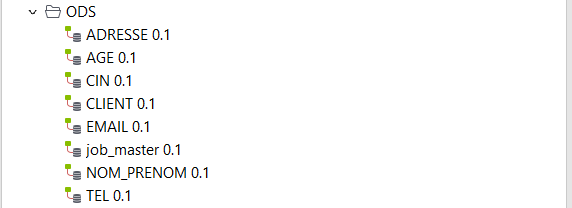 ODS
ADRESSE 0.1
AGE 0.1
CIN 0.1
CLIENT 0.1
EMAIL 0.1
job_master 0.1
NOM_PRENOM 0.1
TEL 0.1